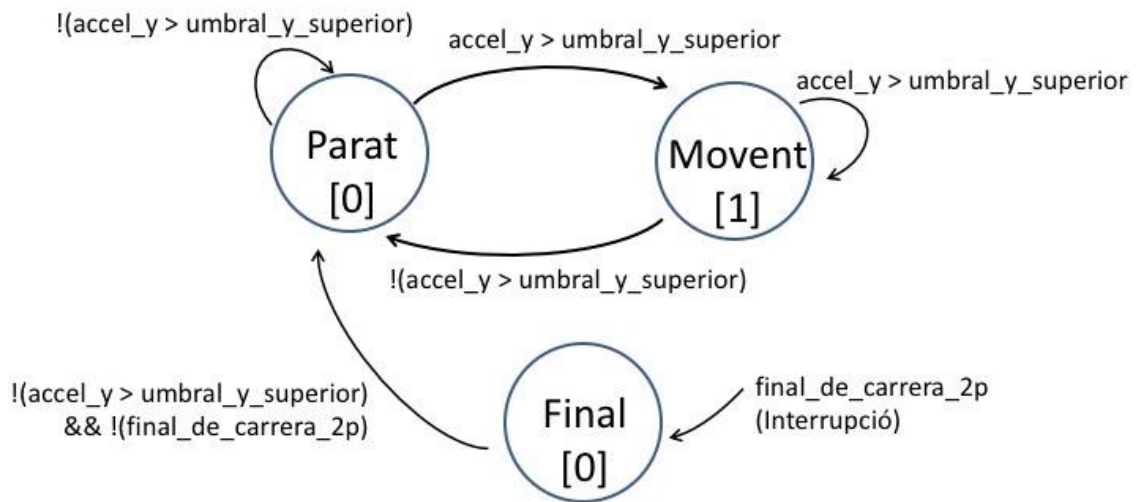 !(accel_y > umbral_y_superior)
accel_y > umbral_y_superior
accel_y > umbral_y_superior
Parat
[0]
Movent
[1]
!(accel_y > umbral_y_superior)
!(accel_y > umbral_y_superior)
&& !(final_de_carrera_2p)
Final
[0]
final_de_carrera_2p
(Interrupció)